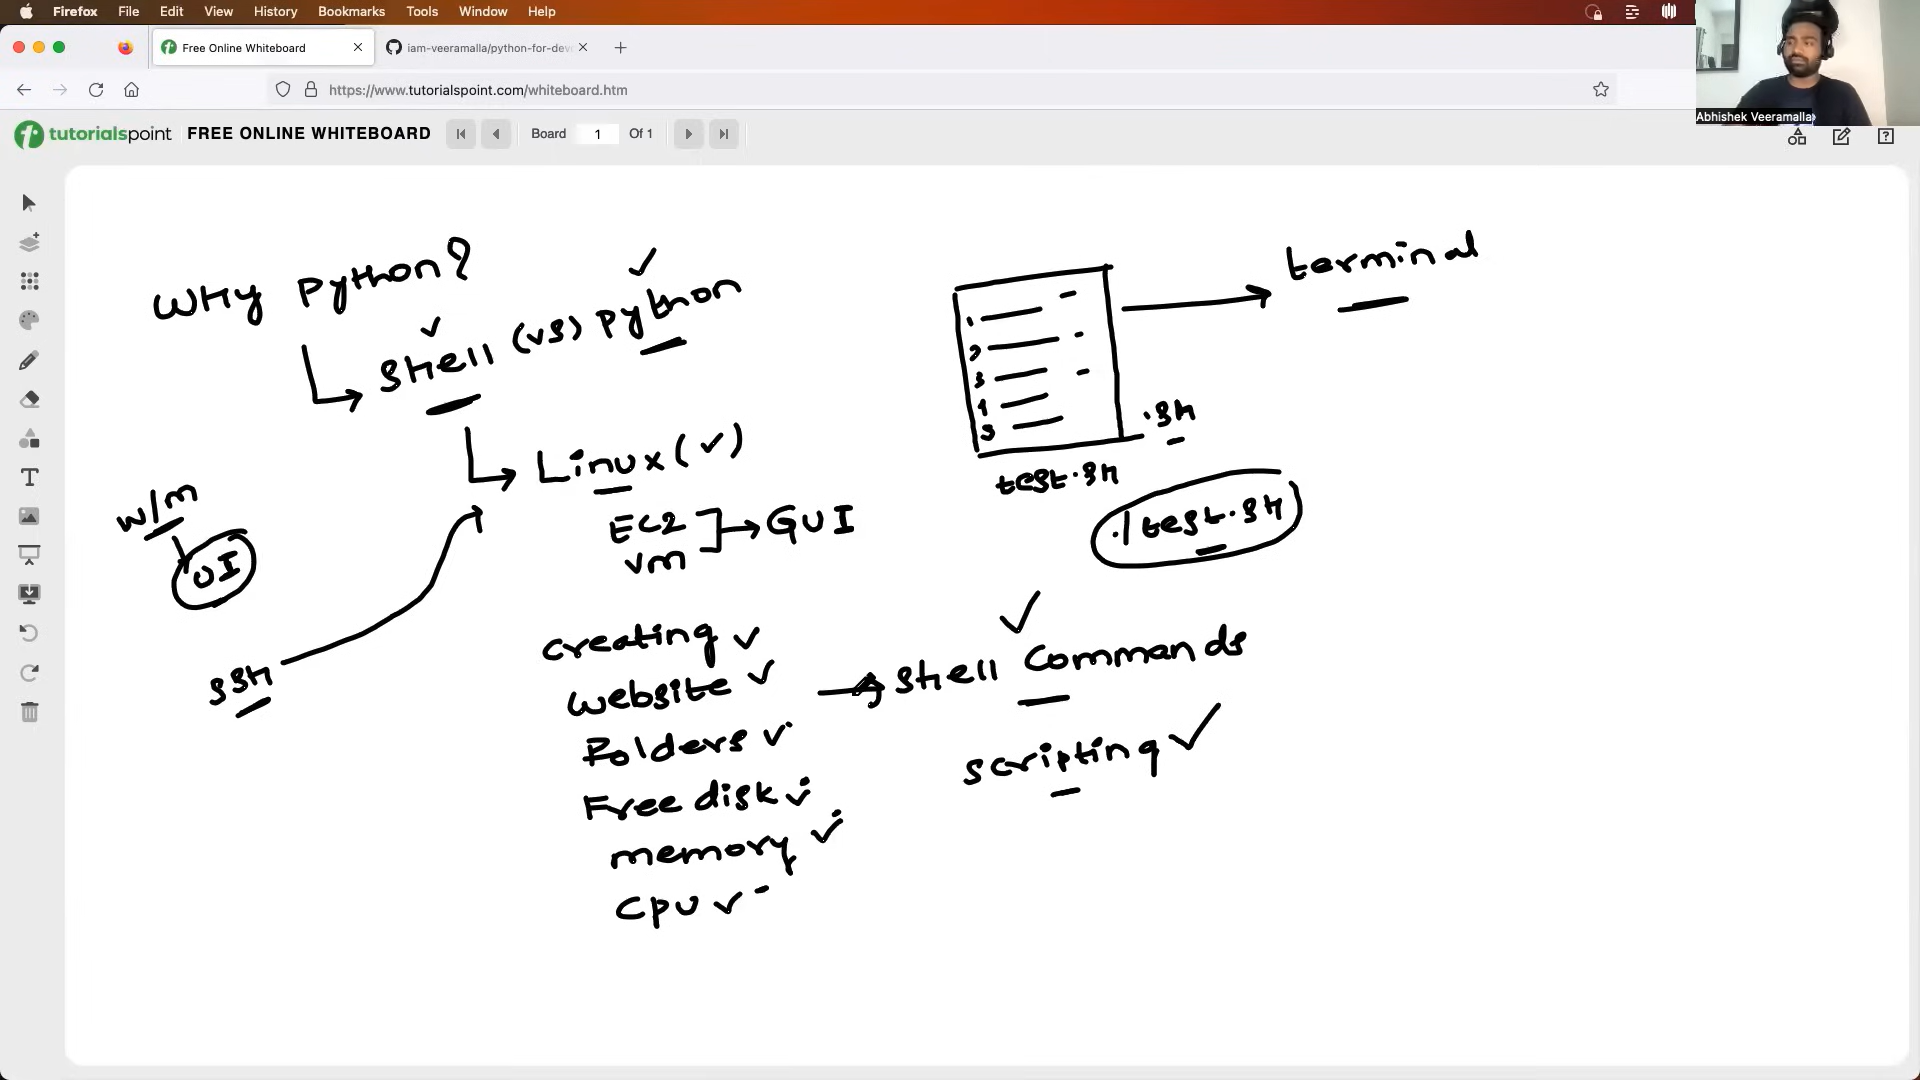 Firefox File Edit View History Bookmarks Tools Window Help
Free Online Whiteboard
iam-veeramalla/python-for-dev
https://www.tutorialspoint.com/whiteboard.htm
Abhishek Veeramalla
tutorialspoint FREE ONLINE WHITEBOARD Board 1 Of 1
Why Python?
Shell (vs) Python
Linux (✓)
EC2
VM
GUI
W/M
UI
SSH
creating ✓
website ✓
Folders ✓
Free disk ✓
memory ✓
CPU ✓
Shell Commands
scripting ✓
1
2
3
4
5
.sh
test.sh
./test.sh
terminal